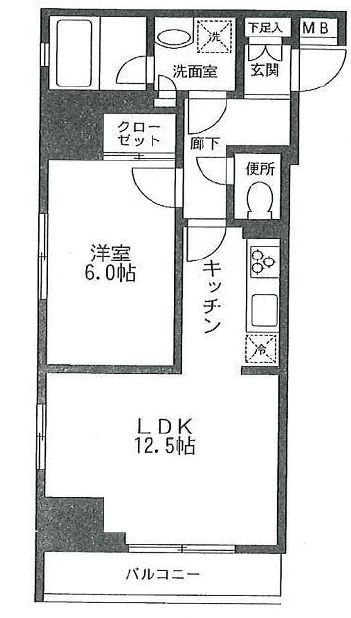 下足入
MB
洗
洗面室
玄関
クロー
ゼット
廊下
便所
洋室
6.0帖
キッチン
冷
LDK
12.5帖
バルコニー